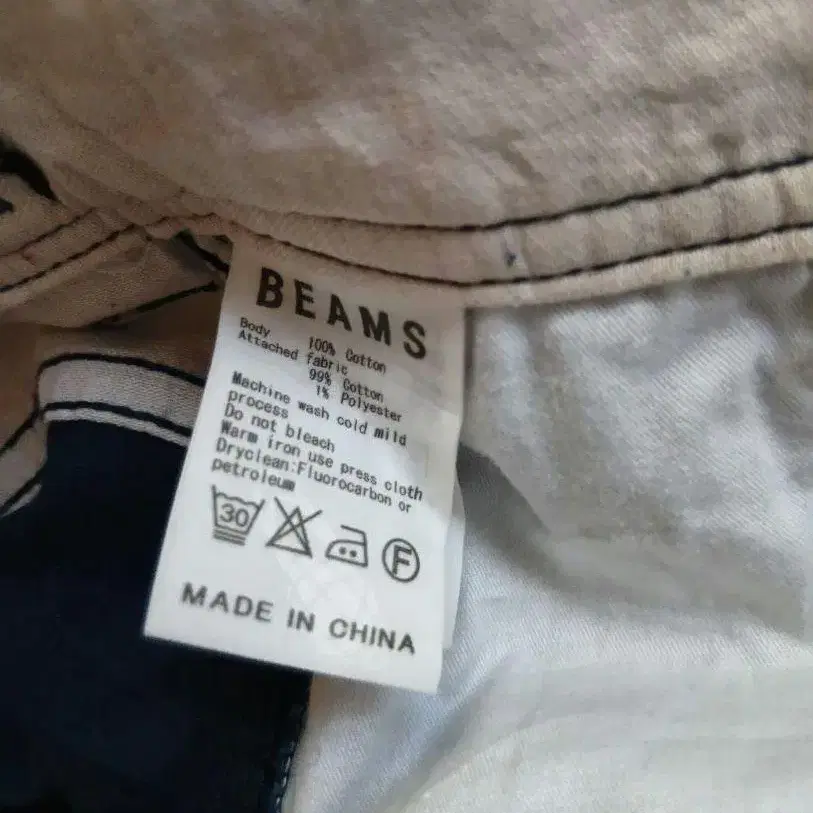 BEAMS
Body 100% Cotton
Attached fabric
99% Cotton
1% Polyester
Machine wash cold mild
process
Do not bleach
Warm iron use press cloth
Dryclean:Fluorocarbon or
petroleum
30 F
MADE IN CHINA